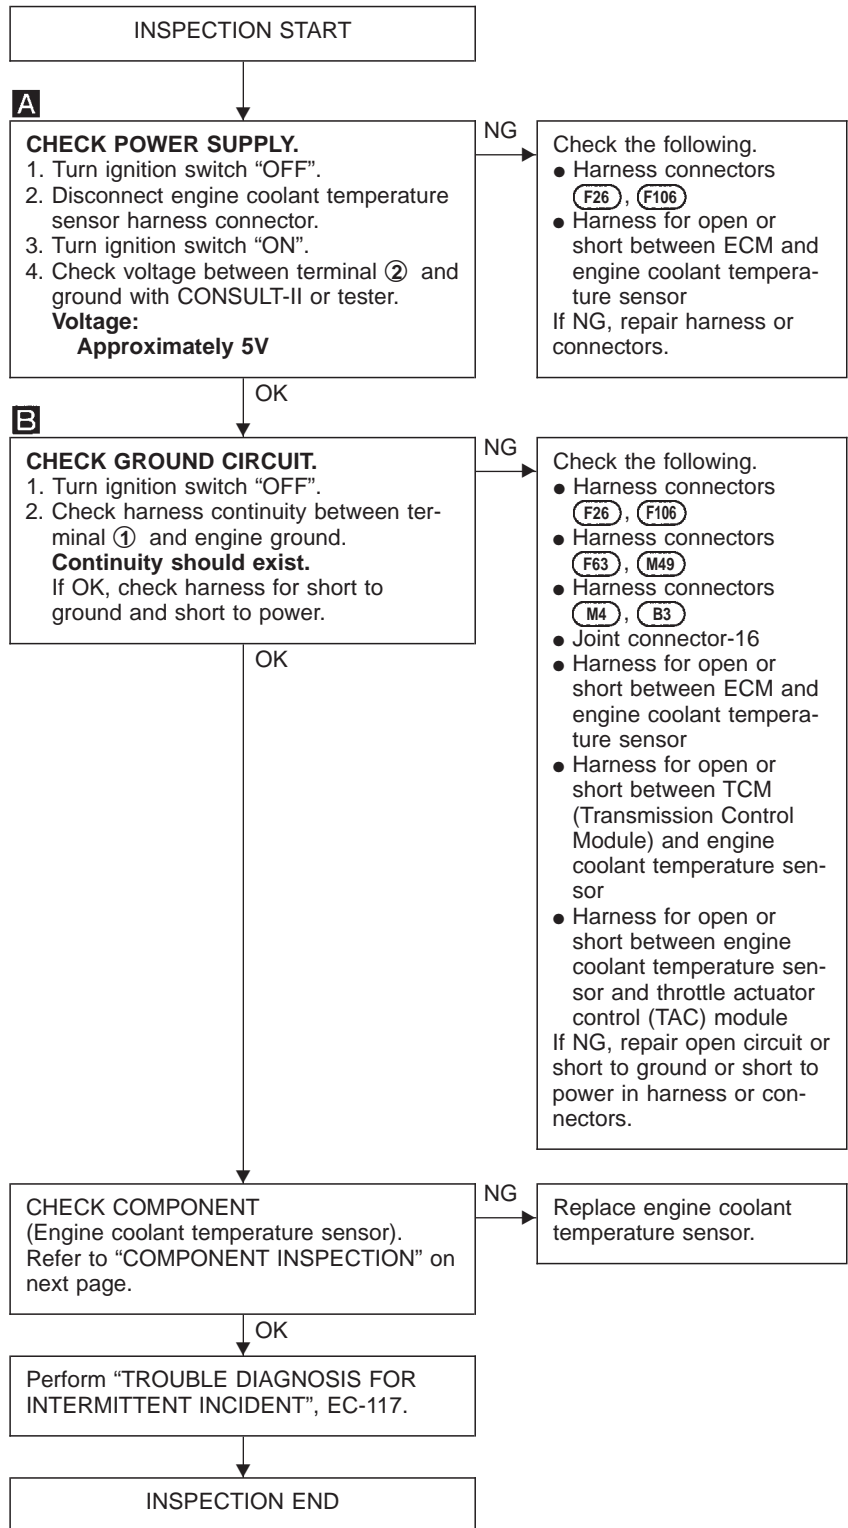 INSPECTION START
A
CHECK POWER SUPPLY.
1. Turn ignition switch “OFF”.
2. Disconnect engine coolant temperature
sensor harness connector.
3. Turn ignition switch “ON”.
4. Check voltage between terminal ② and
ground with CONSULT-II or tester.
Voltage:
Approximately 5V
NG
Check the following.
● Harness connectors
F26 , F106
● Harness for open or
short between ECM and
engine coolant tempera-
ture sensor
If NG, repair harness or
connectors.
OK
B
CHECK GROUND CIRCUIT.
1. Turn ignition switch “OFF”.
2. Check harness continuity between ter-
minal ① and engine ground.
Continuity should exist.
If OK, check harness for short to
ground and short to power.
NG
Check the following.
● Harness connectors
F26 , F106
● Harness connectors
F63 , M49
● Harness connectors
M4 , B3
● Joint connector-16
● Harness for open or
short between ECM and
engine coolant tempera-
ture sensor
● Harness for open or
short between TCM
(Transmission Control
Module) and engine
coolant temperature sen-
sor
● Harness for open or
short between engine
coolant temperature sen-
sor and throttle actuator
control (TAC) module
If NG, repair open circuit or
short to ground or short to
power in harness or con-
nectors.
OK
CHECK COMPONENT
(Engine coolant temperature sensor).
Refer to “COMPONENT INSPECTION” on
next page.
NG
Replace engine coolant
temperature sensor.
OK
Perform “TROUBLE DIAGNOSIS FOR
INTERMITTENT INCIDENT”, EC-117.
INSPECTION END